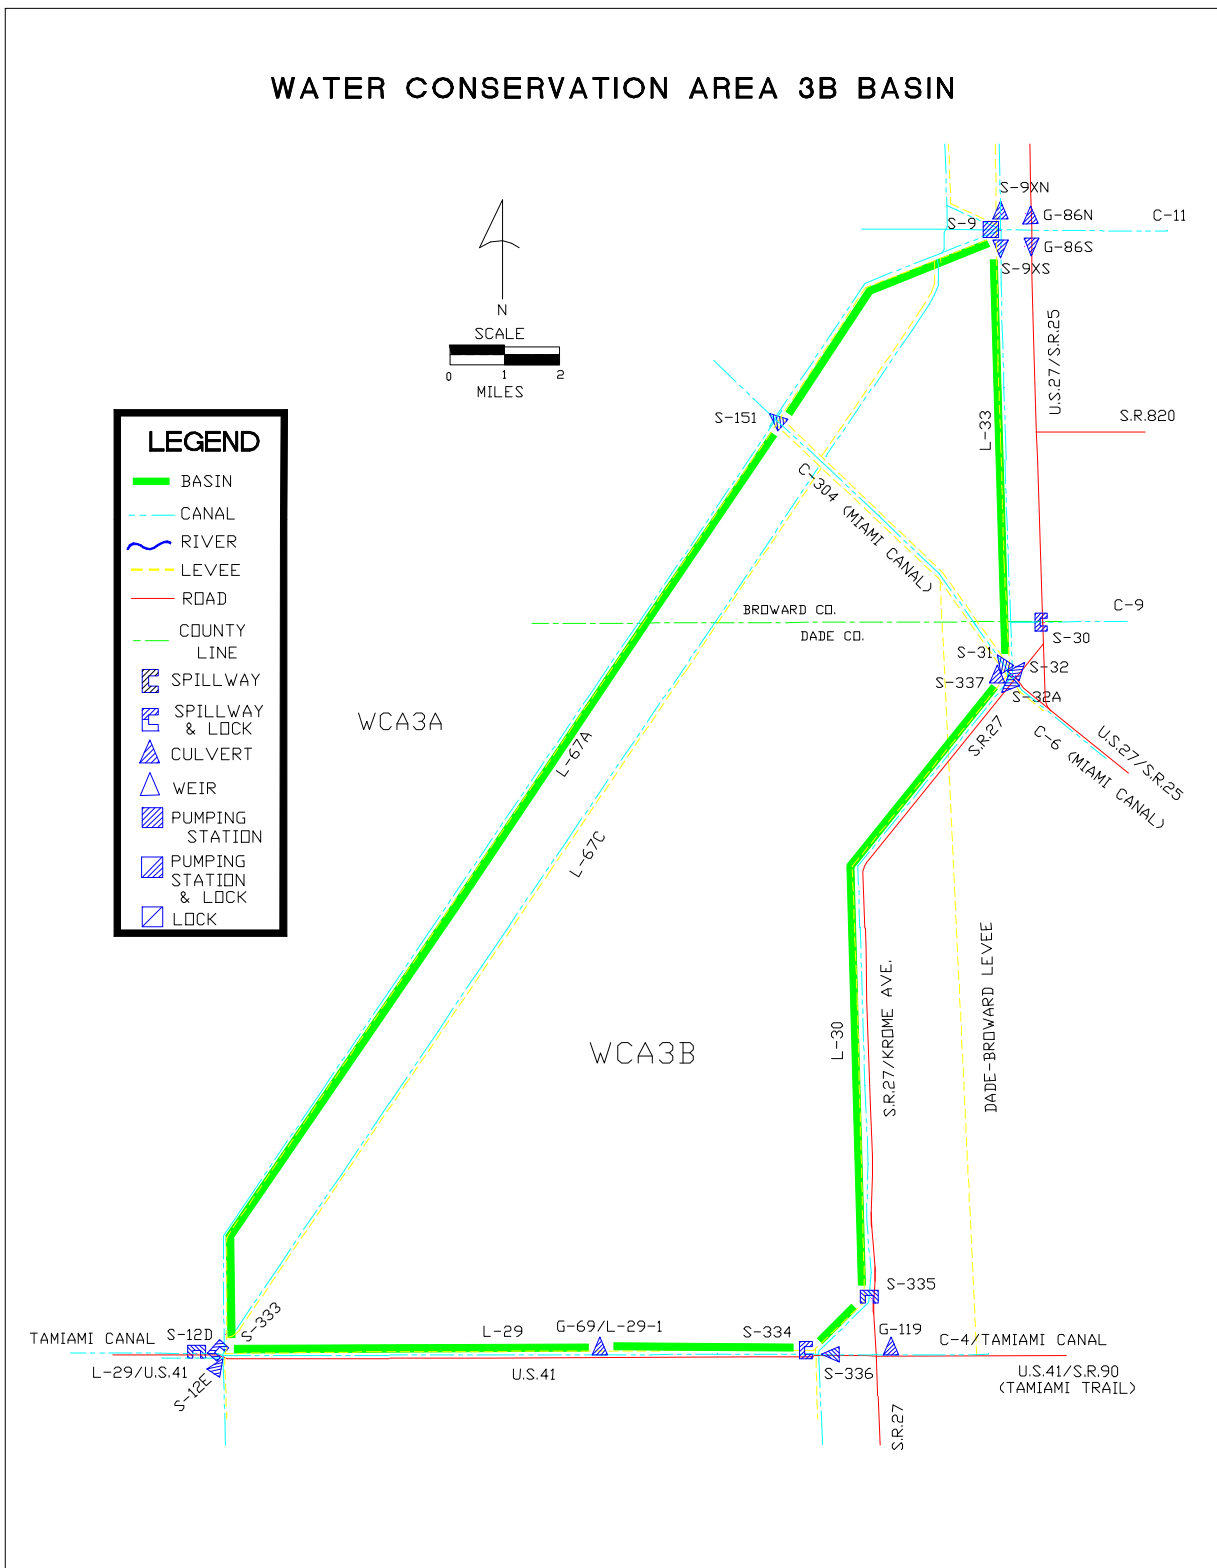 WATER CONSERVATION AREA 3B BASIN
S-9XN
G-86N
C-11
S-9
G-86S
S-9XS
N
SCALE
0 1 2
MILES
U.S.27/S.R.25
S-151
S.R.820
L-33
C-304 (MIAMI CANAL)
LEGEND
BASIN
CANAL
RIVER
LEVEE
ROAD
COUNTY
LINE
SPILLWAY
SPILLWAY
& LOCK
CULVERT
WEIR
PUMPING
STATION
PUMPING
STATION
& LOCK
LOCK
BROWARD CO.
DADE CO.
C-9
S-30
S-31
S-32
S-337
S-32A
WCA3A
L-67A
S.R.27
C-6 (MIAMI CANAL)
U.S.27/S.R.25
L-67C
WCA3B
L-30
S.R.27/KROME AVE.
DADE-BROWARD LEVEE
S-335
S-333
TAMIAMI CANAL
S-12D
L-29
G-69/L-29-1
S-334
G-119
C-4/TAMIAMI CANAL
L-29/U.S.41
S-12E
U.S.41
S-336
U.S.41/S.R.90
(TAMIAMI TRAIL)
S.R.27